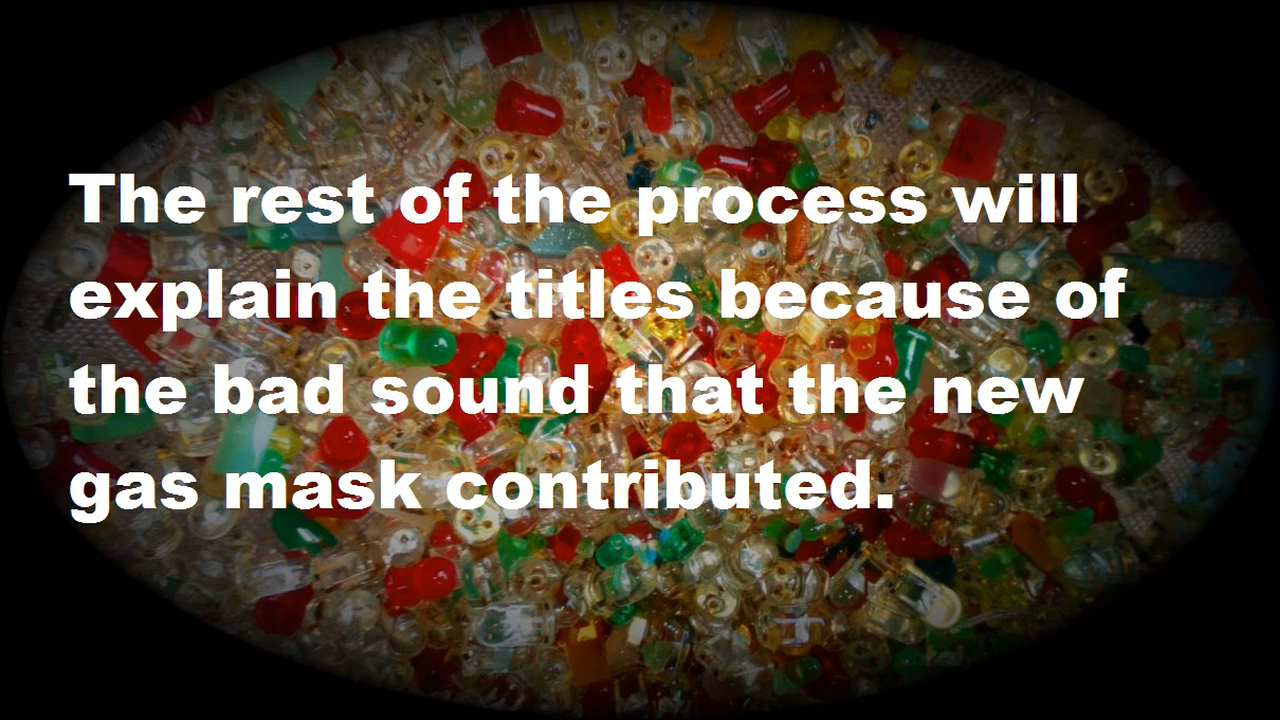 The rest of the process will
explain the titles because of
the bad sound that the new
gas mask contributed.